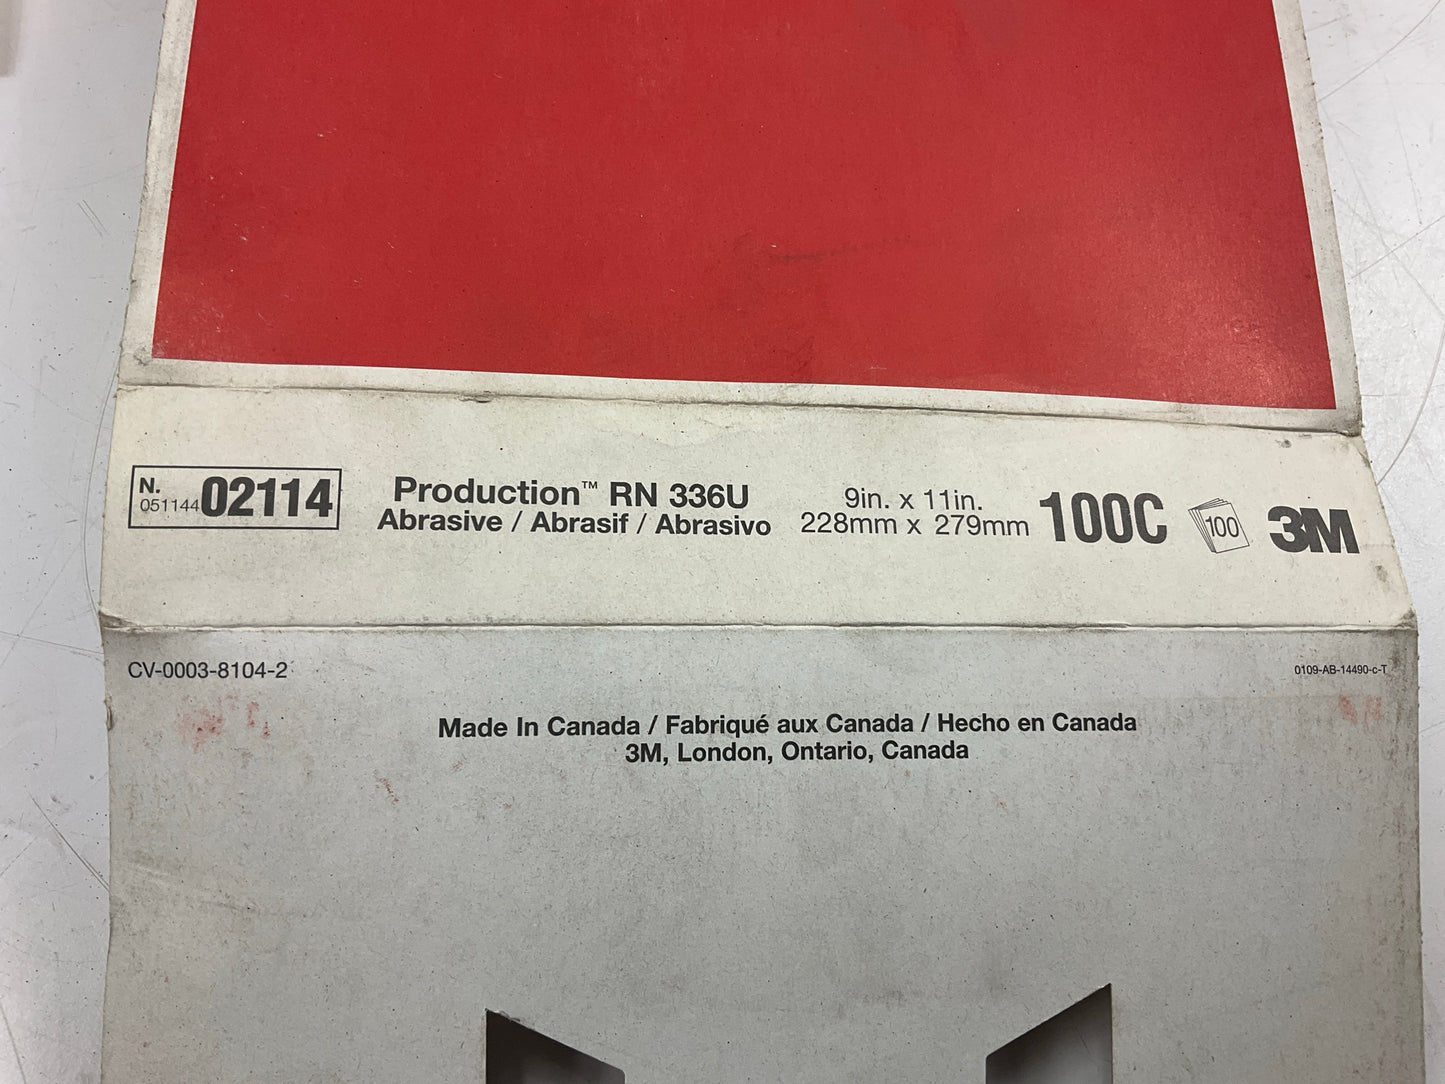 N.
051144 02114
Production™ RN 336U
Abrasive / Abrasif / Abrasivo
9in. x 11in.
228mm x 279mm
100C
100
3M
CV-0003-8104-2
0109-AB-14490-c-T
Made In Canada / Fabriqué aux Canada / Hecho en Canada
3M, London, Ontario, Canada